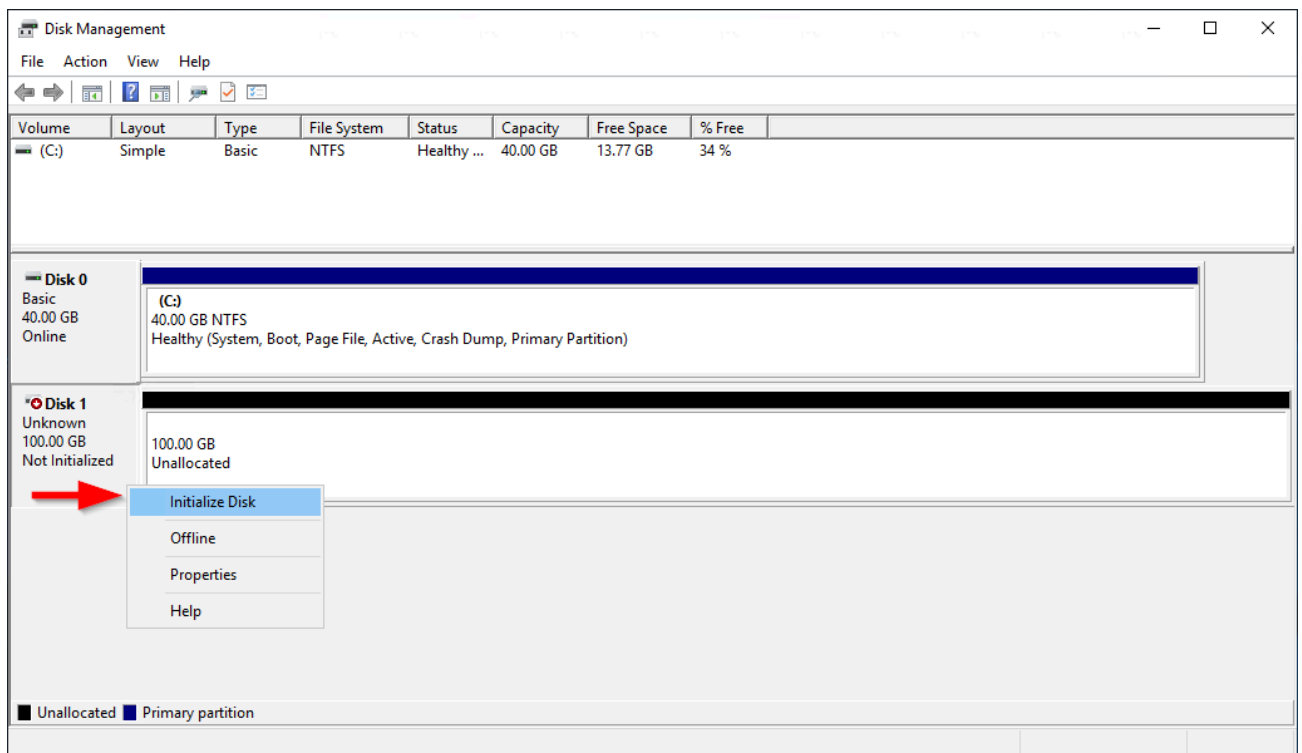 Disk Management
File Action View Help
Volume Layout Type File System Status Capacity Free Space % Free
(C:) Simple Basic NTFS Healthy ... 40.00 GB 13.77 GB 34 %
Disk 0
Basic
40.00 GB
Online
(C:)
40.00 GB NTFS
Healthy (System, Boot, Page File, Active, Crash Dump, Primary Partition)
Disk 1
Unknown
100.00 GB
Not Initialized
100.00 GB
Unallocated
Initialize Disk
Offline
Properties
Help
Unallocated Primary partition